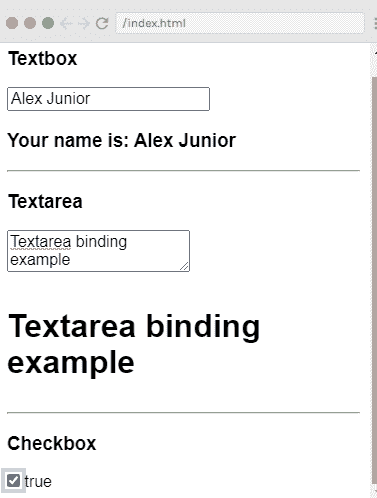 /index.html
Textbox
Alex Junior
Your name is: Alex Junior
Textarea
Textarea binding
example
Textarea binding
example
Checkbox
true